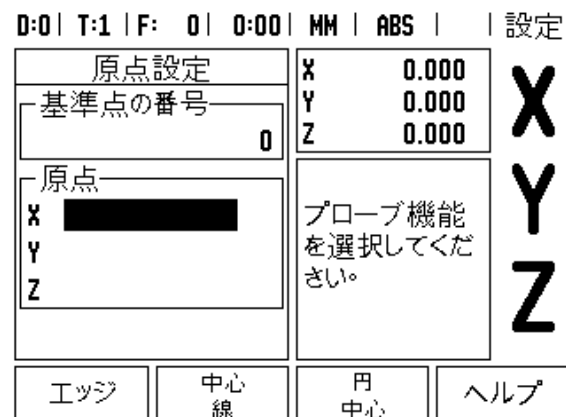 D:0 | T:1 | F: 0 | 0:00 | MM | ABS | | 設定
原点設定
基準点の番号
0
原点
X
Y
Z
X 0.000
Y 0.000
Z 0.000
プローブ機能
を選択してくだ
さい。
X
Y
Z
エッジ
中心
線
円
中心
ヘルプ